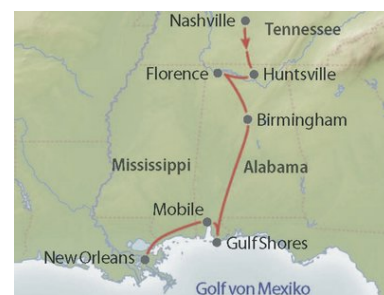 Nashville
Tennessee
Florence
Huntsville
Birmingham
Mississippi
Alabama
Mobile
Gulf Shores
New Orleans
Golf von Mexiko